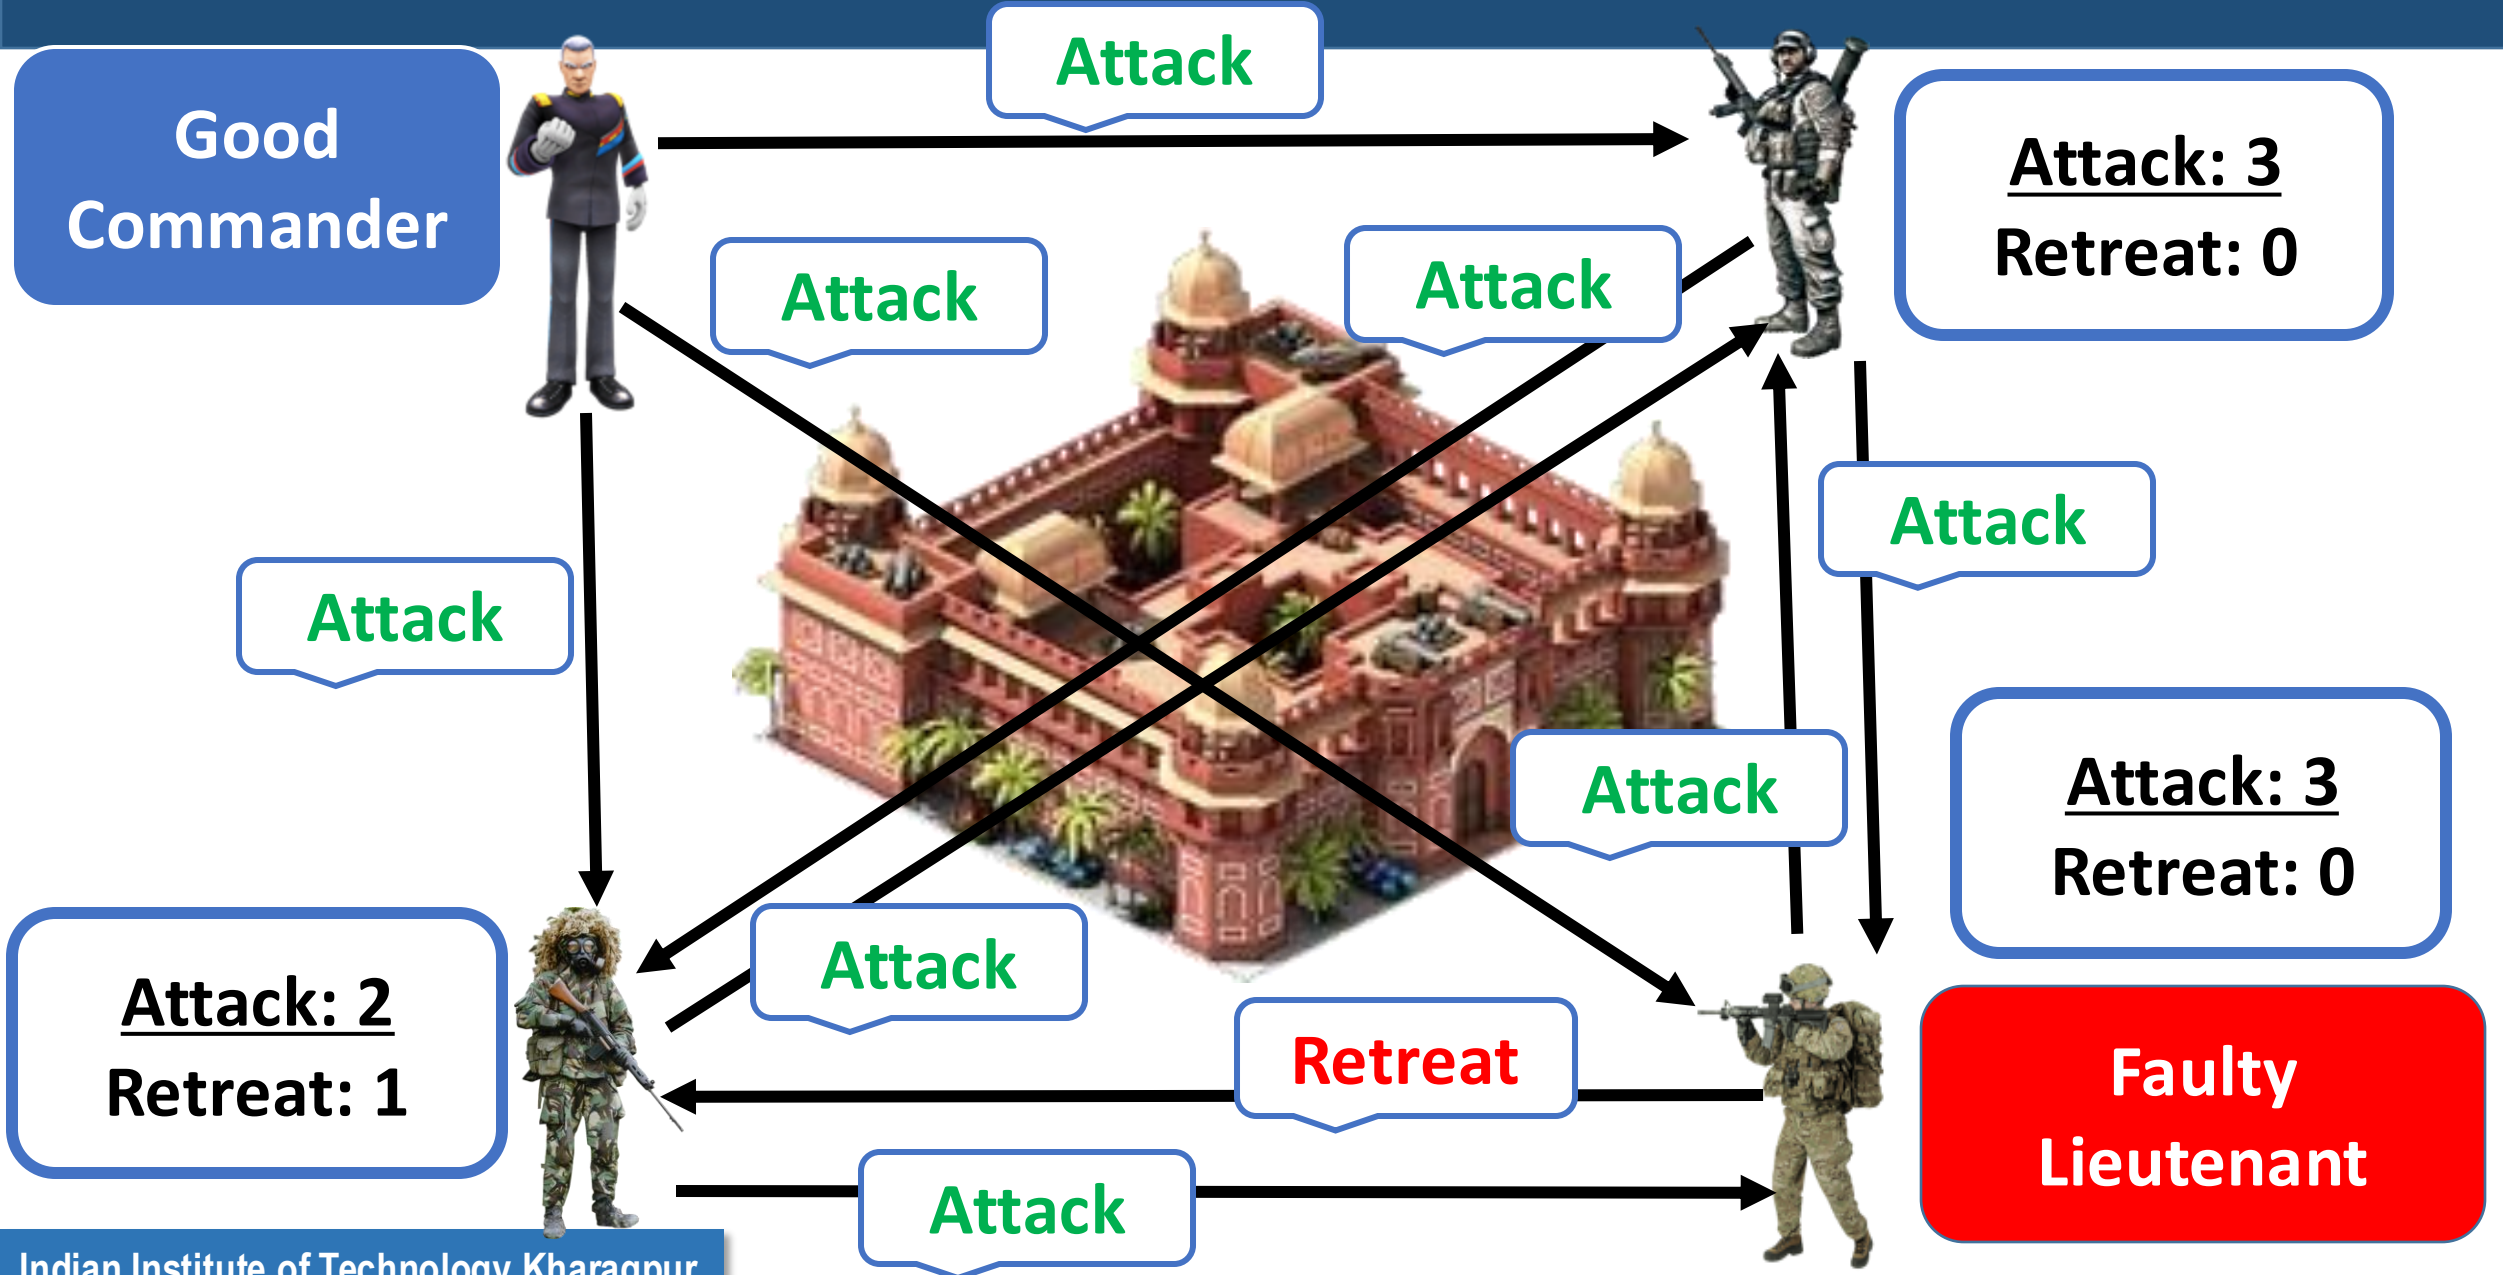 Attack
Good
Commander
Attack: 3
Retreat: 0
Attack
Attack
Attack
Attack
Attack
Attack: 3
Retreat: 0
Attack
Attack: 2
Retreat: 1
Retreat
Faulty
Lieutenant
Attack
Indian Institute of Technology Kharagpur